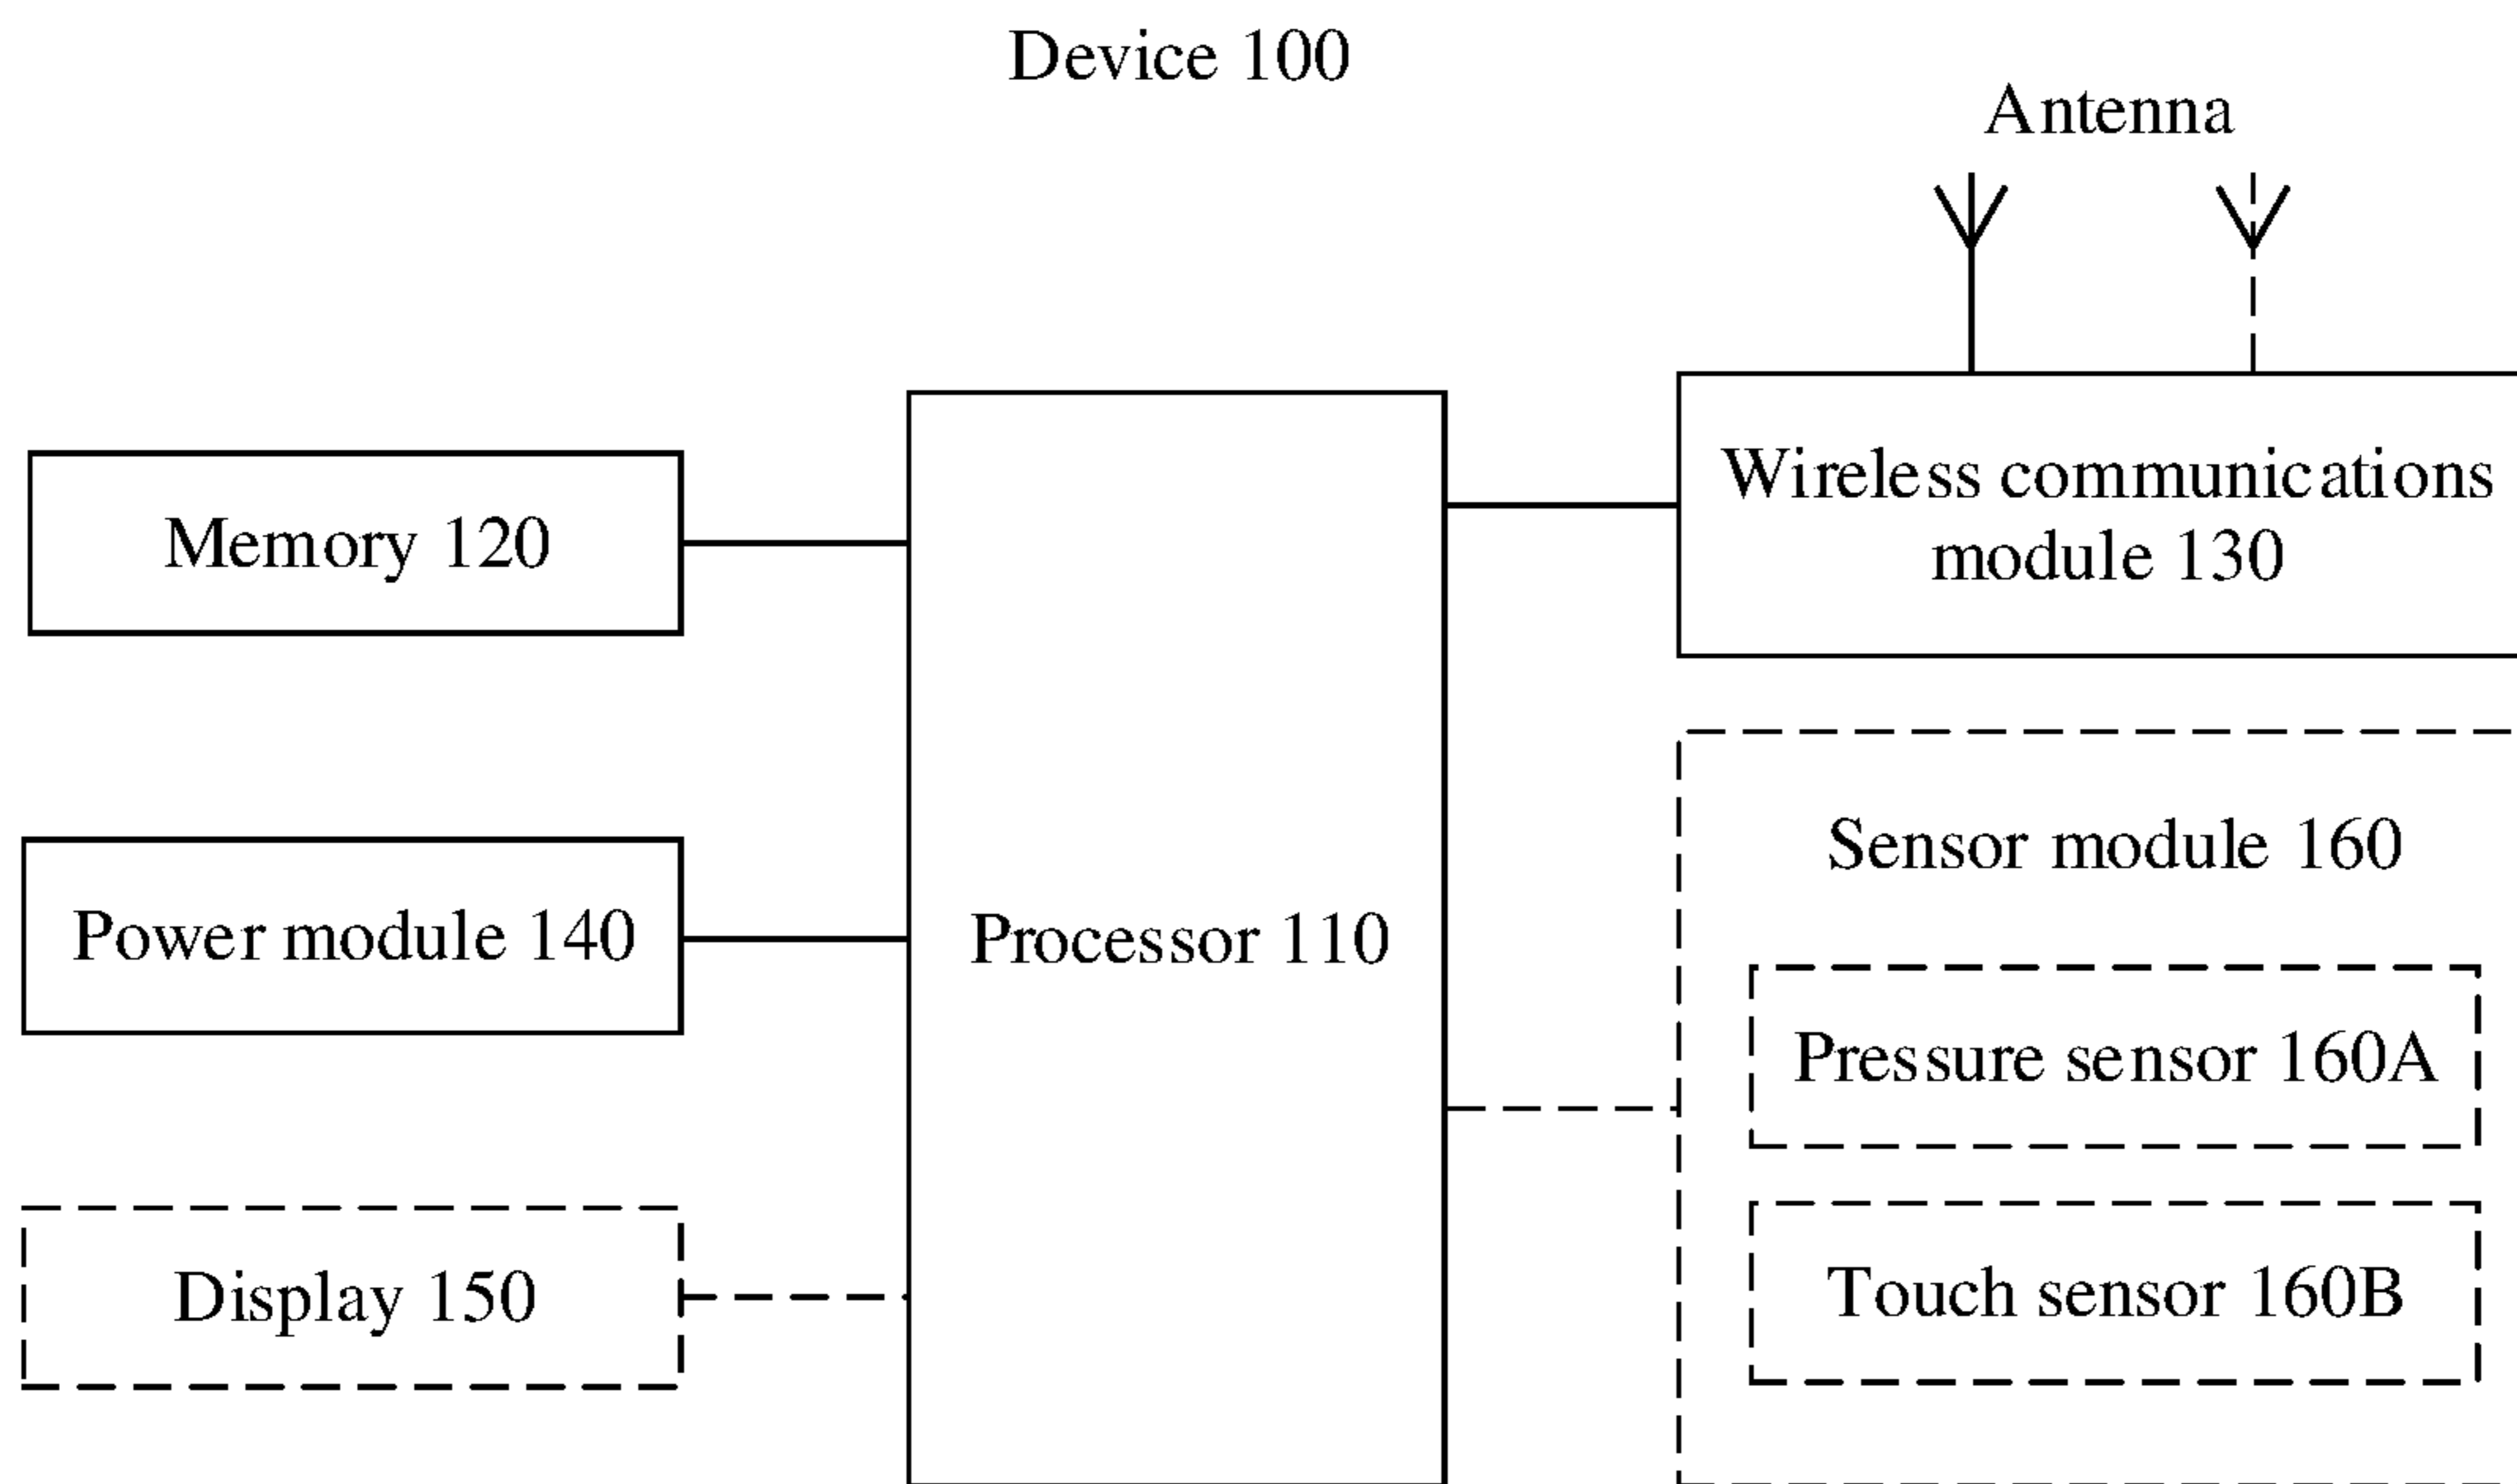 Device 100
Antenna
Memory 120
Wireless communications
module 130
Power module 140
Processor 110
Sensor module 160
Pressure sensor 160A
Display 150
Touch sensor 160B